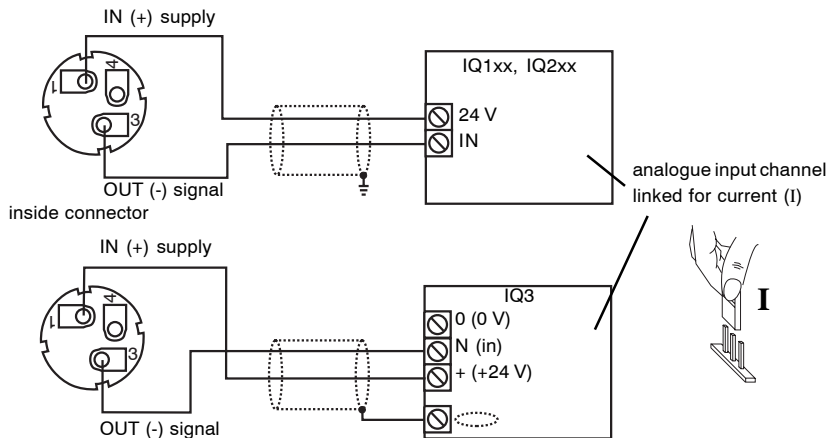 IN (+) supply
1
4
3
OUT (-) signal
inside connector
IQ1xx, IQ2xx
24 V
IN
analogue input channel
linked for current (I)
I
IN (+) supply
1
4
3
OUT (-) signal
IQ3
0 (0 V)
N (in)
+ (+24 V)